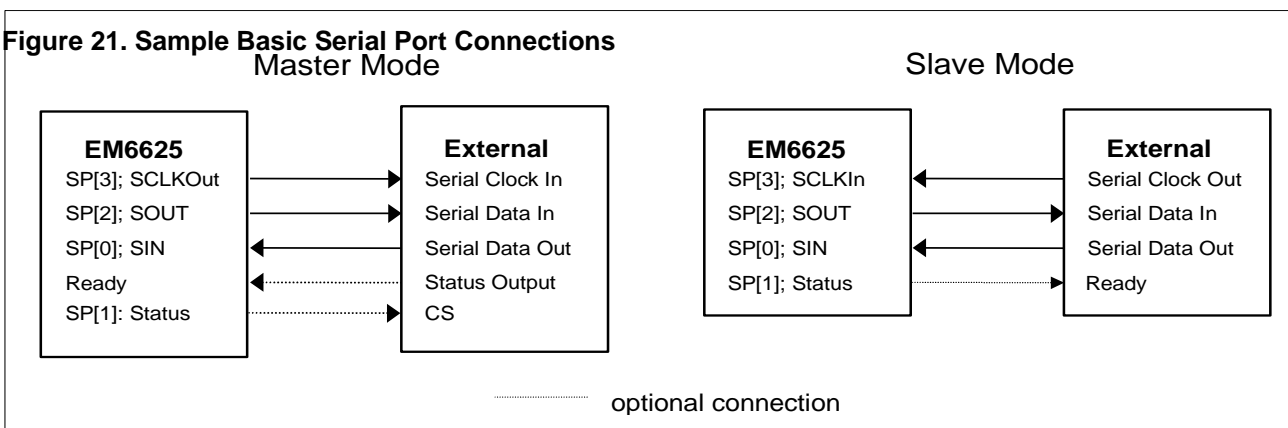 Figure 21. Sample Basic Serial Port Connections
Master Mode
EM6625
SP[3]; SCLKOut
SP[2]; SOUT
SP[0]; SIN
Ready
SP[1]: Status
External
Serial Clock In
Serial Data In
Serial Data Out
Status Output
CS
Slave Mode
EM6625
SP[3]; SCLKIn
SP[2]; SOUT
SP[0]; SIN
SP[1]; Status
External
Serial Clock Out
Serial Data In
Serial Data Out
Ready
optional connection